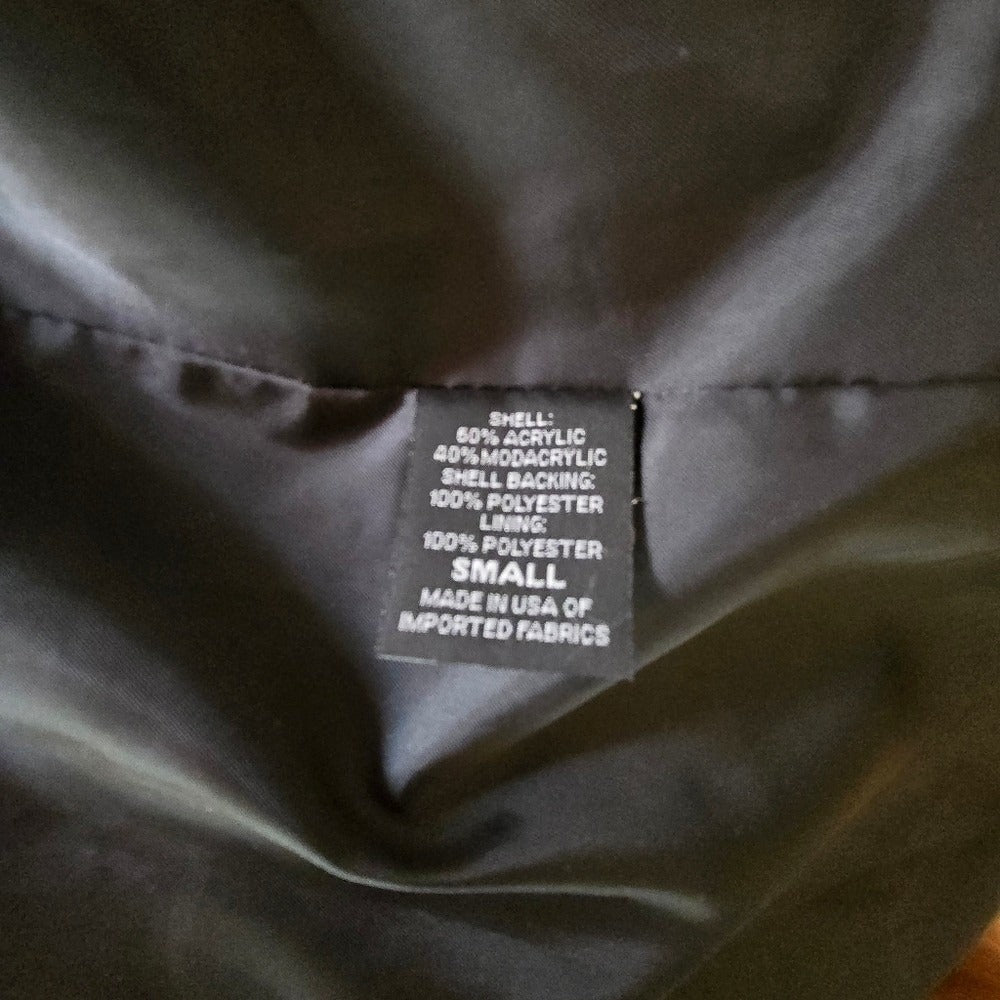 SHELL:
60% ACRYLIC
40% MODACRYLIC
SHELL BACKING:
100% POLYESTER
LINING:
100% POLYESTER
SMALL
MADE IN USA OF
IMPORTED FABRICS